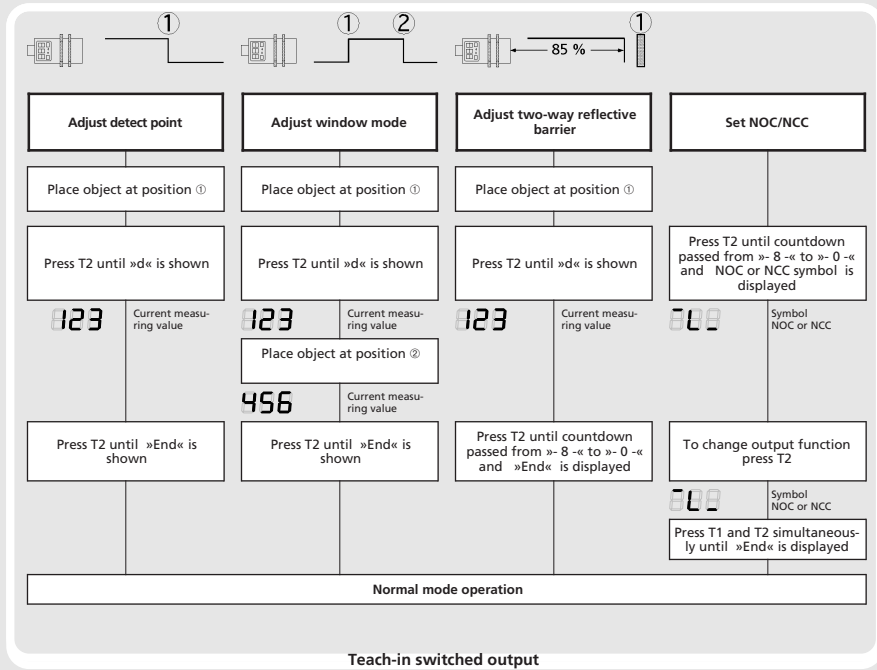 ①
① ②
85 %
①
Adjust detect point
Place object at position ①
Press T2 until »d« is shown
123
Current measu-
ring value
Press T2 until »End« is
shown
Adjust window mode
Place object at position ①
Press T2 until »d« is shown
123
Current measu-
ring value
Place object at position ②
456
Current measu-
ring value
Press T2 until »End« is
shown
Adjust two-way reflective
barrier
Place object at position ①
Press T2 until »d« is shown
123
Current measu-
ring value
Press T2 until countdown
passed from »- 8 -« to »- 0 -«
and »End« is displayed
Set NOC/NCC
Press T2 until countdown
passed from »- 8 -« to »- 0 -«
and NOC or NCC symbol is
displayed
Symbol
NOC or NCC
To change output function
press T2
Symbol
NOC or NCC
Press T1 and T2 simultaneous-
ly until »End« is displayed
Normal mode operation
Teach-in switched output